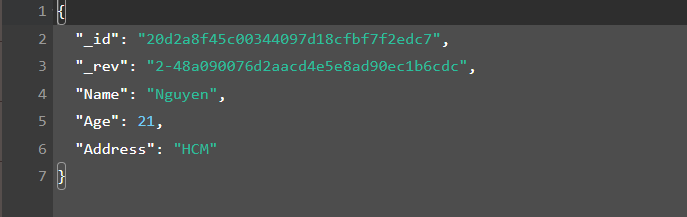 1 {
2 "_id": "20d2a8f45c00344097d18cfbf7f2edc7",
3 "_rev": "2-48a090076d2aacd4e5e8ad90ec1b6cdc",
4 "Name": "Nguyen",
5 "Age": 21,
6 "Address": "HCM"
7 }